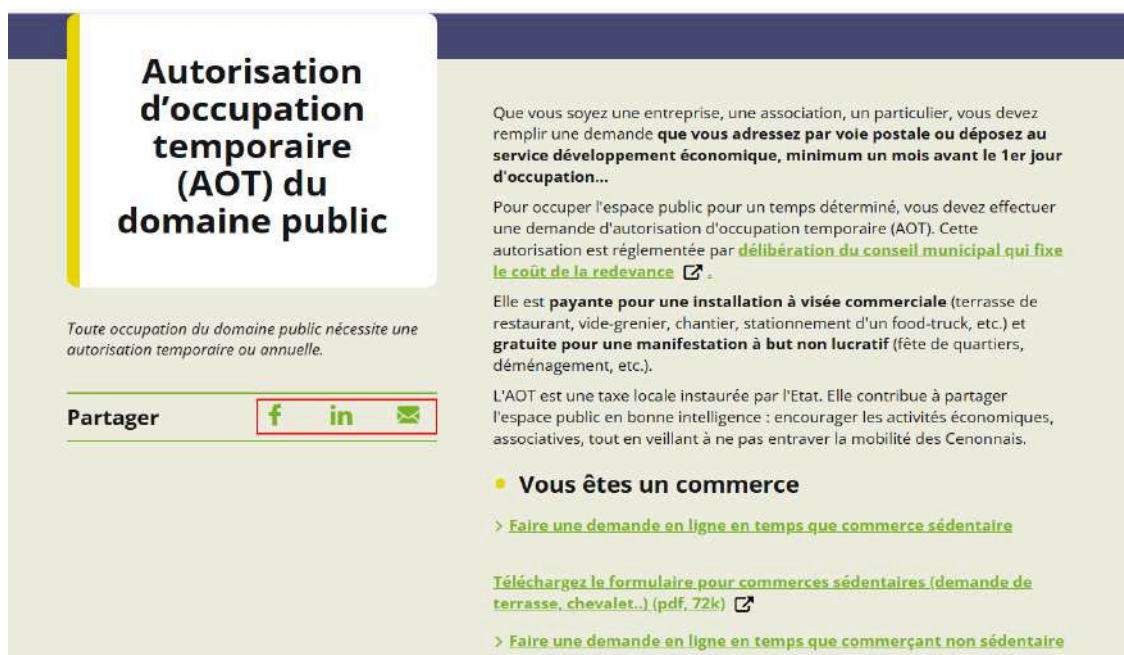 Autorisation
d’occupation
temporaire
(AOT) du
domaine public
Toute occupation du domaine public nécessite une
autorisation temporaire ou annuelle.
Partager
Que vous soyez une entreprise, une association, un particulier, vous devez
remplir une demande que vous adressez par voie postale ou déposez au
service développement économique, minimum un mois avant le 1er jour
d'occupation...
Pour occuper l'espace public pour un temps déterminé, vous devez effectuer
une demande d'autorisation d'occupation temporaire (AOT). Cette
autorisation est réglementée par délibération du conseil municipal qui fixe
le coût de la redevance .
Elle est payante pour une installation à visée commerciale (terrasse de
restaurant, vide-grenier, chantier, stationnement d'un food-truck, etc.) et
gratuite pour une manifestation à but non lucratif (fête de quartiers,
déménagement, etc.).
L'AOT est une taxe locale instaurée par l'Etat. Elle contribue à partager
l'espace public en bonne intelligence : encourager les activités économiques,
associatives, tout en veillant à ne pas entraver la mobilité des Cenonnais.
Vous êtes un commerce
> Faire une demande en ligne en temps que commerce sédentaire
Téléchargez le formulaire pour commerces sédentaires (demande de
terrasse, chevalet..) (pdf, 72k)
> Faire une demande en ligne en temps que commerçant non sédentaire